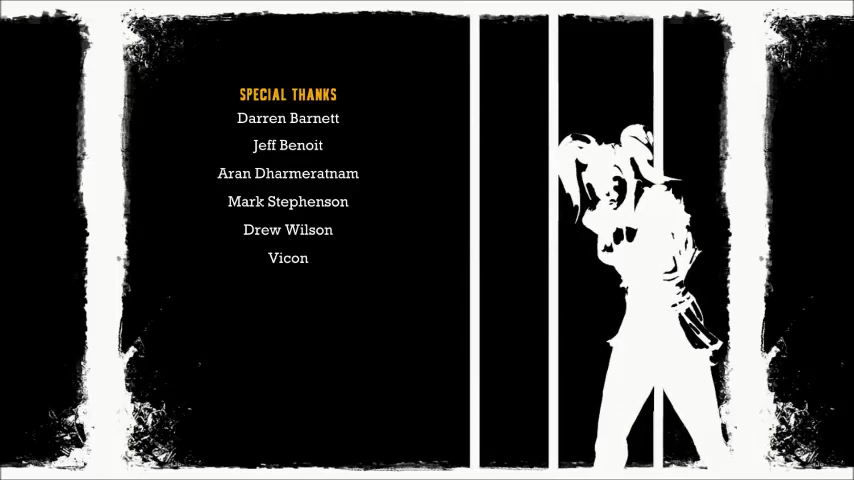 SPECIAL THANKS
Darren Barnett
Jeff Benoit
Aran Dharmeratnam
Mark Stephenson
Drew Wilson
Vicon